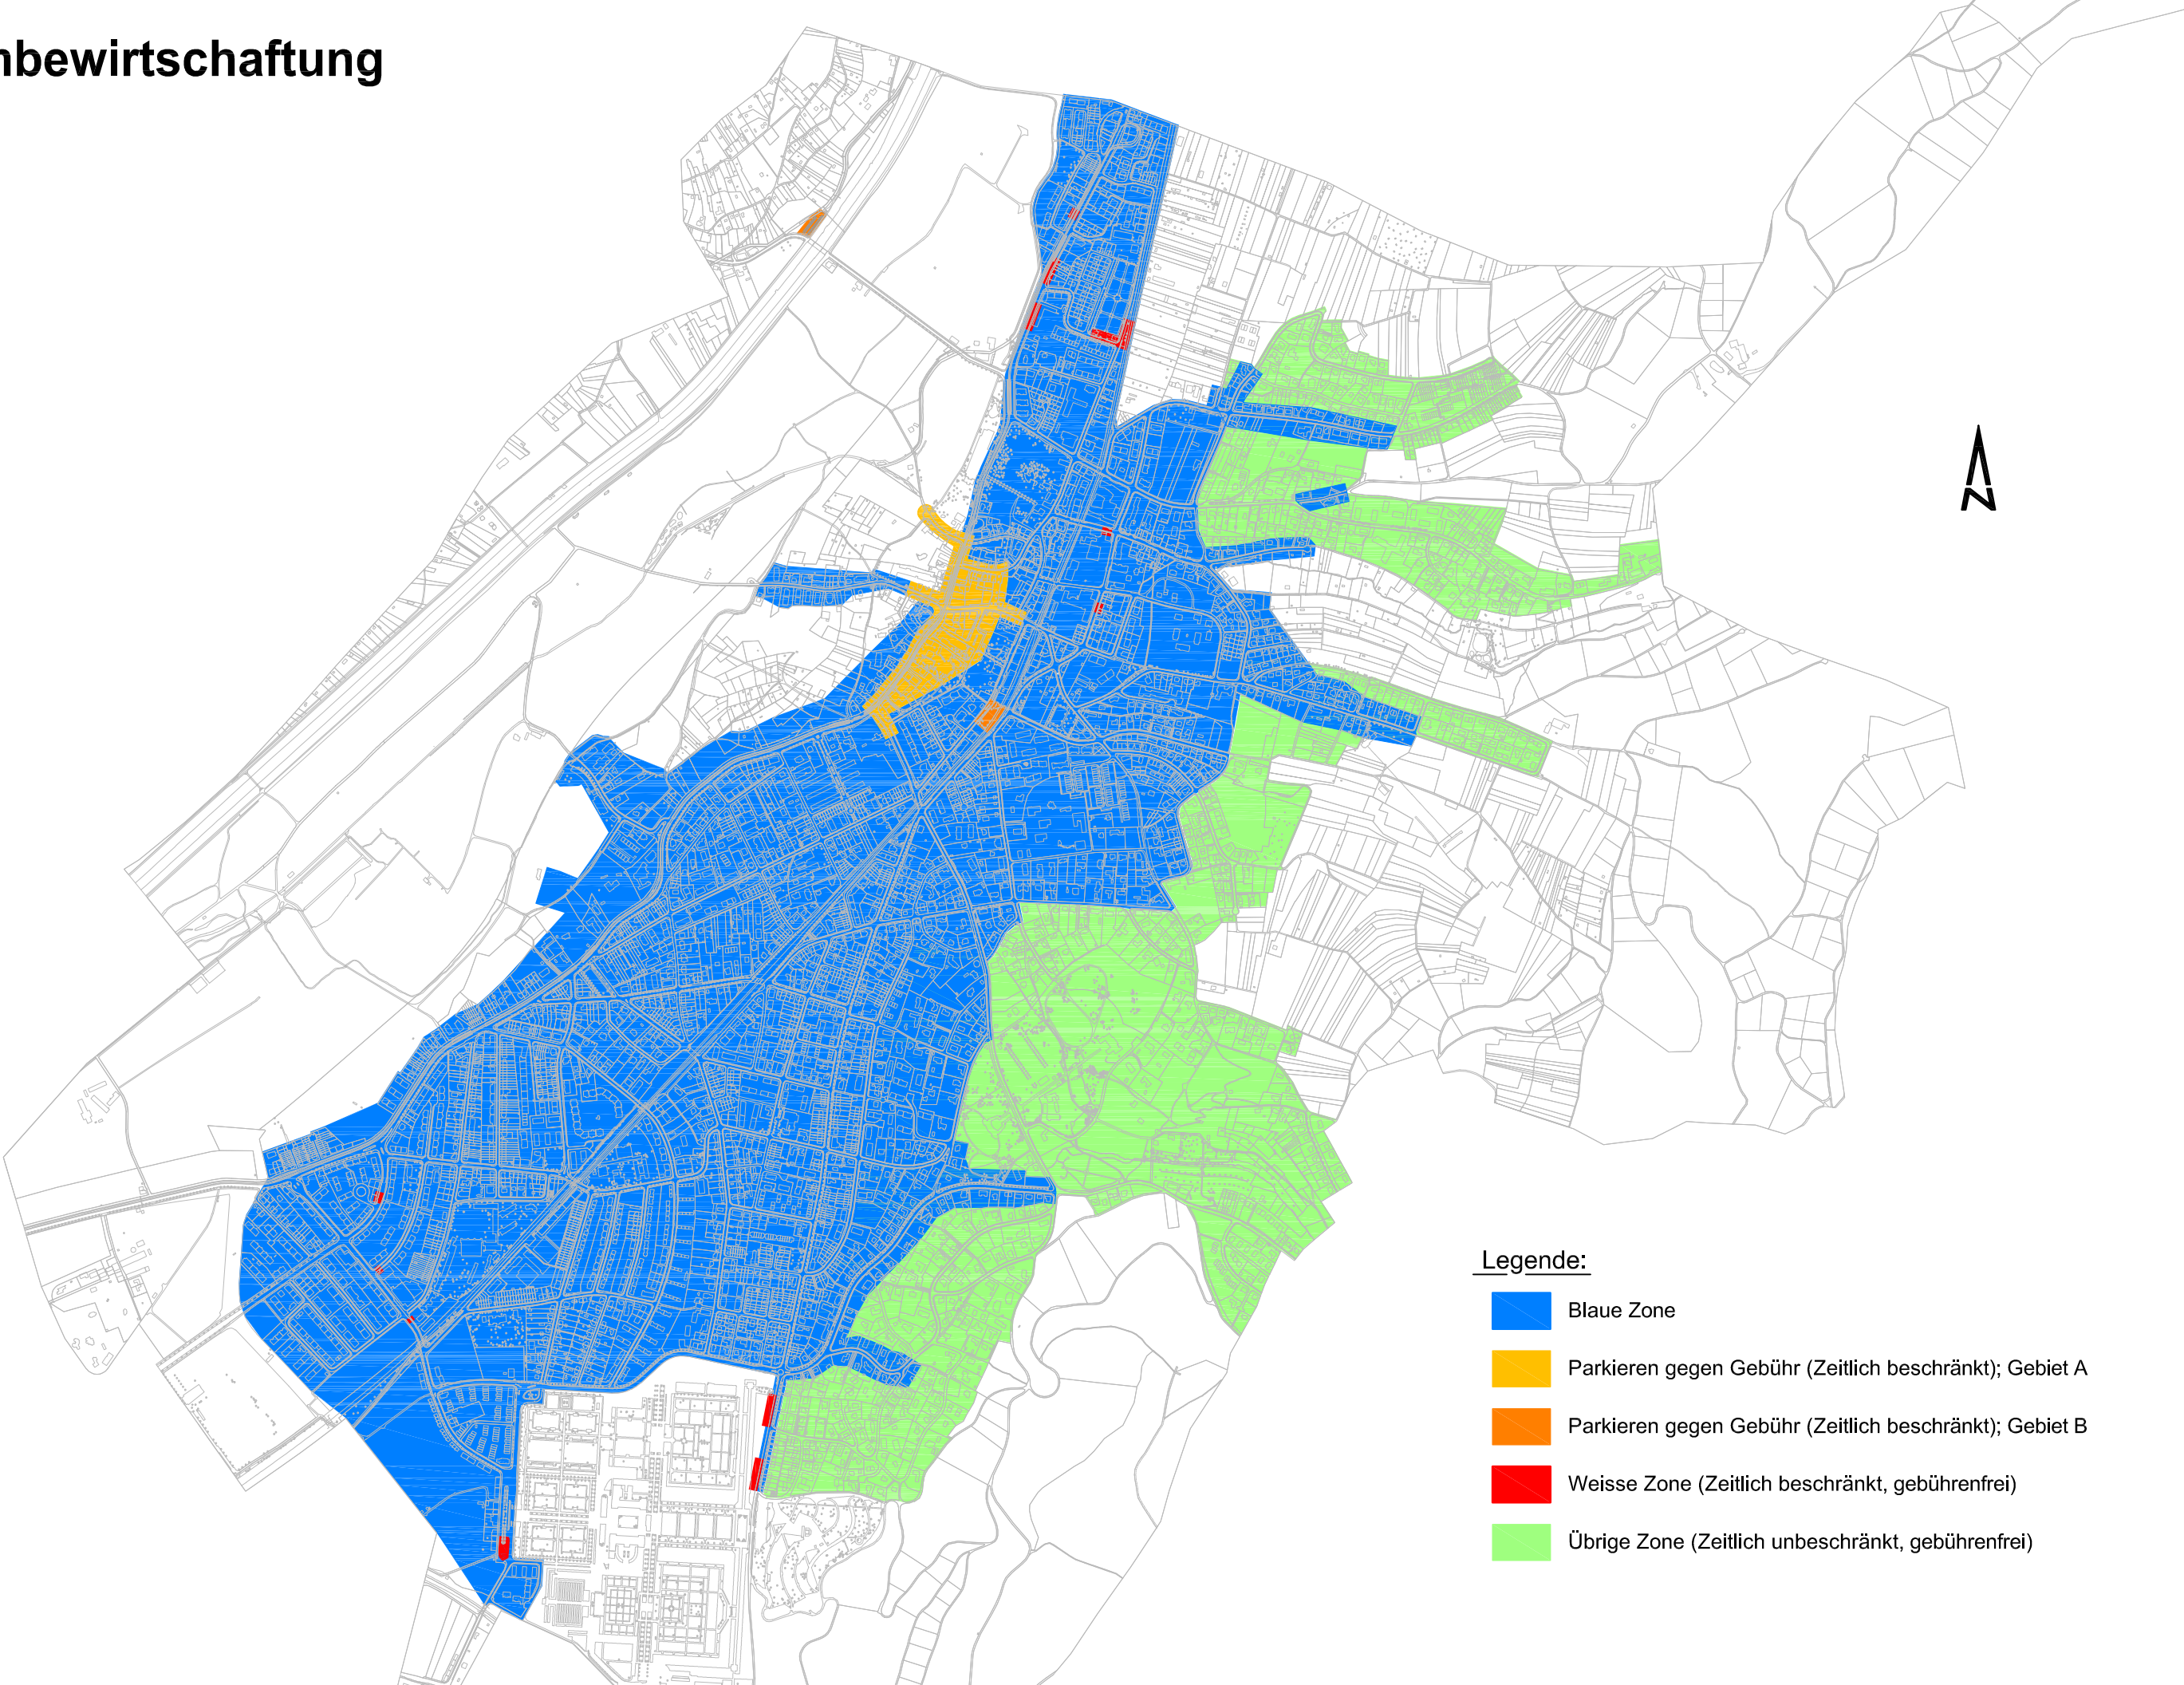 nbewirtschaftung
N
Legende:
Blaue Zone
Parkieren gegen Gebühr (Zeitlich beschränkt); Gebiet A
Parkieren gegen Gebühr (Zeitlich beschränkt); Gebiet B
Weisse Zone (Zeitlich beschränkt, gebührenfrei)
Übrige Zone (Zeitlich unbeschränkt, gebührenfrei)